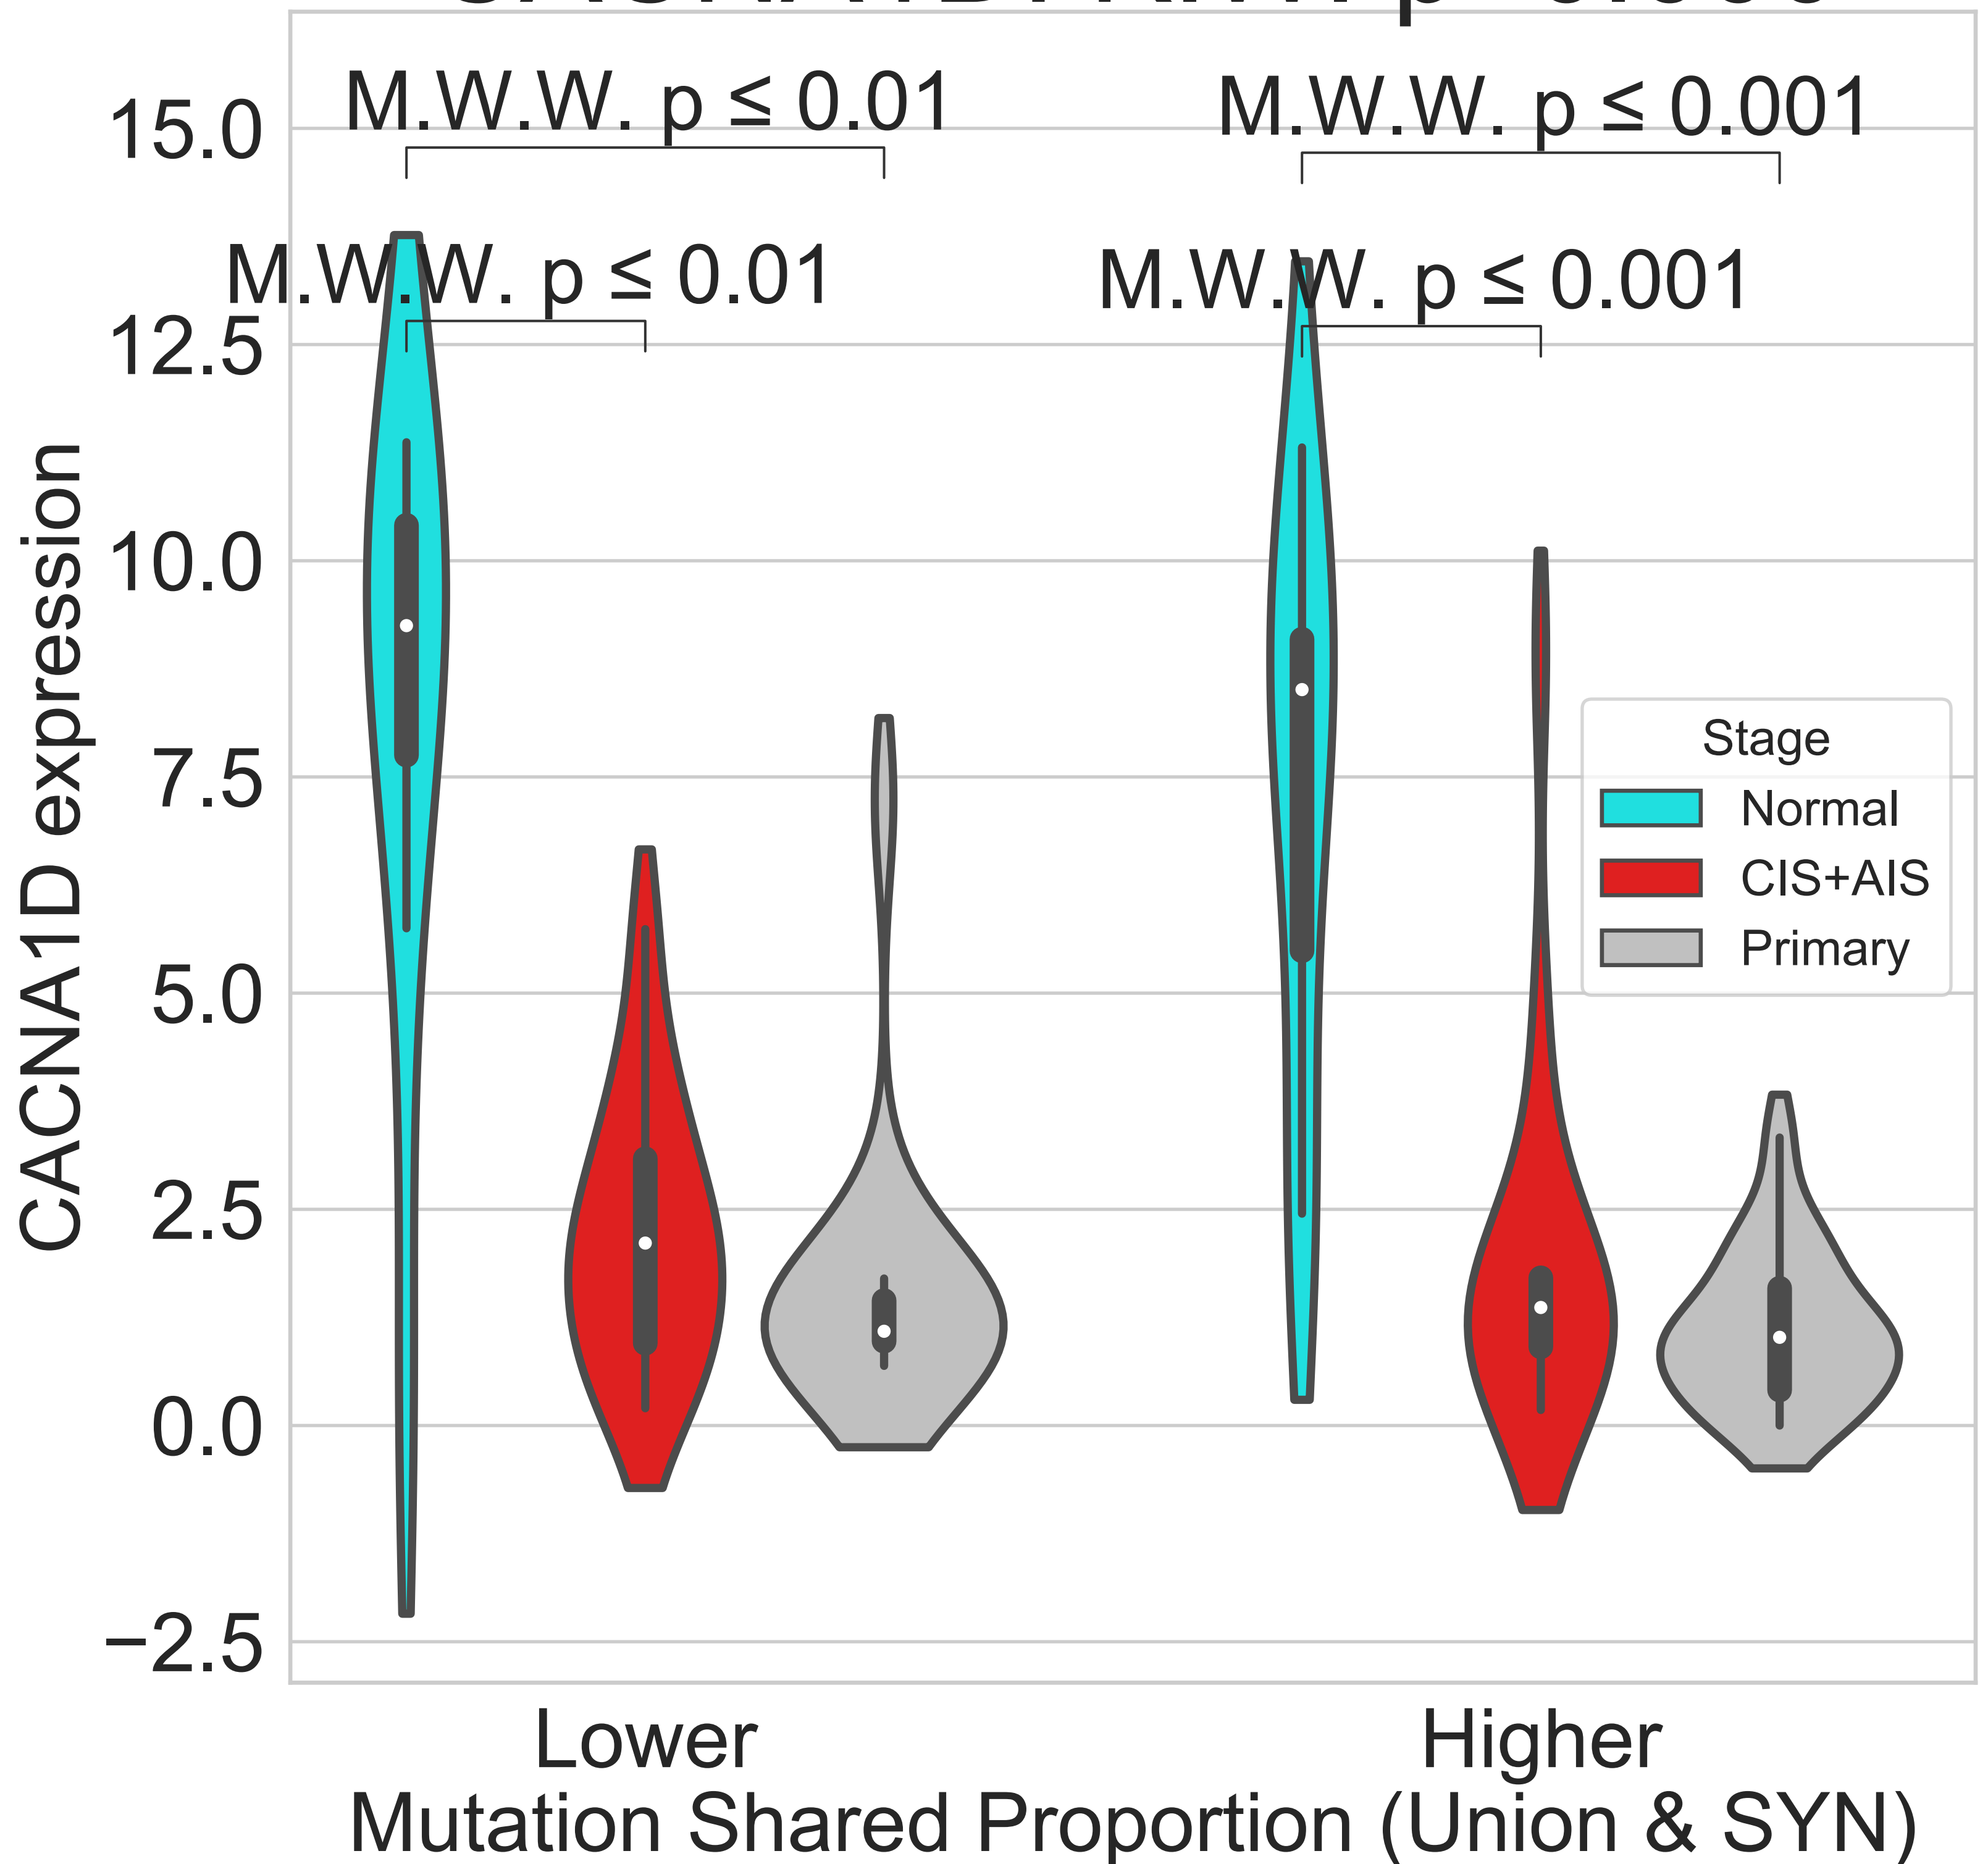 M.W.W. p ≤ 0.01
M.W.W. p ≤ 0.001
M.W.W. p ≤ 0.01
M.W.W. p ≤ 0.001
15.0
12.5
10.0
7.5
5.0
2.5
0.0
−2.5
CACNA1D expression
Stage
Normal
CIS+AIS
Primary
Lower
Higher
Mutation Shared Proportion (Union & SYN)